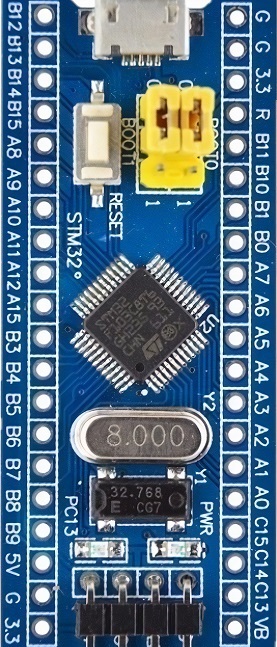 B12
B13
B14
B15
A8
A9
A10
A11
A12
A15
B3
B4
B5
B6
B7
B8
B9
5V
G
3.3
G
G
3.3
R
B11
B10
B1
B0
A7
A6
A5
A4
A3
A2
A1
A0
C15
C14
C13
VB
0
0
BOOT1
BOOT0
1
1
RESET
STM32°
U2
STM32
ST
Y2
8.000
Y1
32.768
E CG7
PC13
PWR